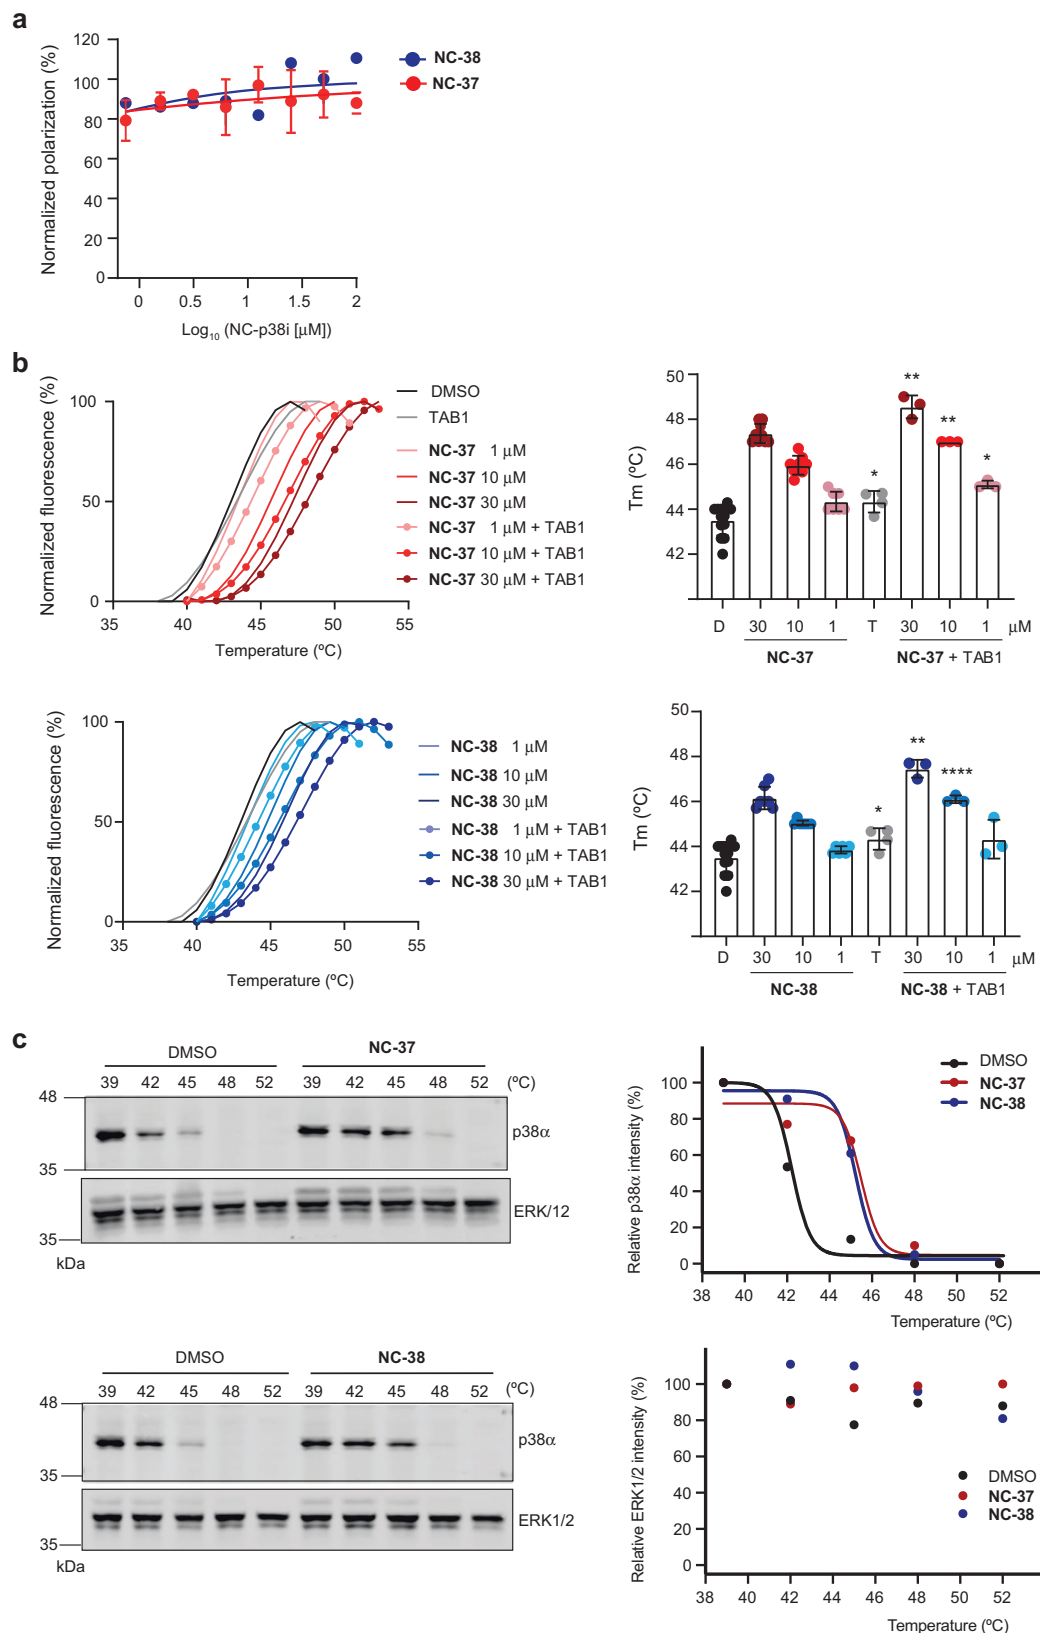 a
120
100
80
60
40
20
0
Normalized polarization (%)
0 0.5 1 1.5 2
Log10 (NC-p38i [µM])
NC-38
NC-37
b
100
50
0
Normalized fluorescence (%)
35 40 45 50 55
Temperature (ºC)
DMSO
TAB1
NC-37 1 µM
NC-37 10 µM
NC-37 30 µM
NC-37 1 µM + TAB1
NC-37 10 µM + TAB1
NC-37 30 µM + TAB1
50
48
46
44
42
Tm (ºC)
* ** ** *
D 30 10 1 T 30 10 1 µM
NC-37 NC-37 + TAB1
100
50
0
Normalized fluorescence (%)
35 40 45 50 55
Temperature (ºC)
NC-38 1 µM
NC-38 10 µM
NC-38 30 µM
NC-38 1 µM + TAB1
NC-38 10 µM + TAB1
NC-38 30 µM + TAB1
50
48
46
44
42
Tm (ºC)
* ** ****
D 30 10 1 T 30 10 1 µM
NC-38 NC-38 + TAB1
c
DMSO NC-37
39 42 45 48 52 39 42 45 48 52 (ºC)
48
p38α
35
ERK/12
35
kDa
100
80
60
40
20
0
Relative p38α intensity (%)
38 40 42 44 46 48 50 52
Temperature (ºC)
DMSO
NC-37
NC-38
DMSO NC-38
39 42 45 48 52 39 42 45 48 52 (ºC)
48
p38α
35
ERK1/2
35
kDa
100
80
60
40
20
0
Relative ERK1/2 intensity (%)
38 40 42 44 46 48 50 52
Temperature (ºC)
DMSO
NC-37
NC-38